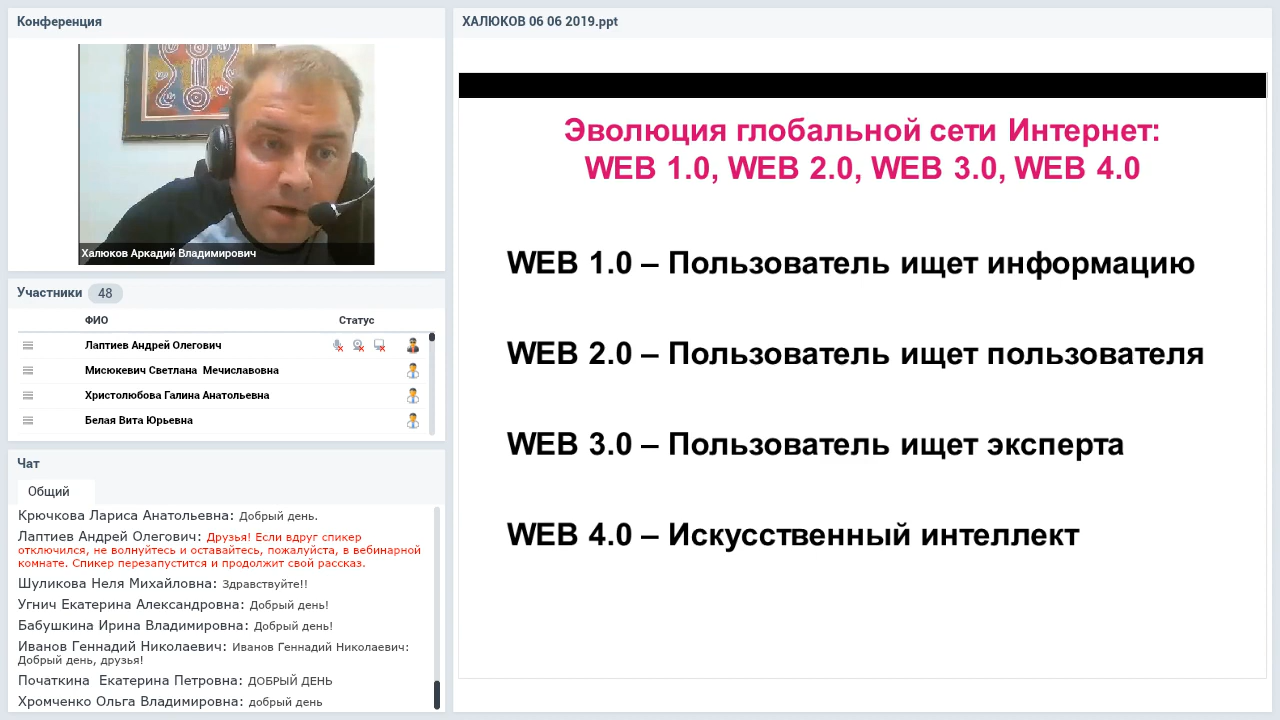 Конференция
Халюков Аркадий Владимирович
Участники 48
ФИО Статус
Лаптиев Андрей Олегович
Мисюкевич Светлана Мечиславовна
Христолюбова Галина Анатольевна
Белая Вита Юрьевна
Чат
Общий
Крючкова Лариса Анатольевна: Добрый день.
Лаптиев Андрей Олегович: Друзья! Если вдруг спикер
отключился, не волнуйтесь и оставайтесь, пожалуйста, в вебинарной
комнате. Спикер перезапустится и продолжит свой рассказ.
Шуликова Неля Михайловна: Здравствуйте!!
Угнич Екатерина Александровна: Добрый день!
Бабушкина Ирина Владимировна: Добрый день!
Иванов Геннадий Николаевич: Иванов Геннадий Николаевич:
Добрый день, друзья!
Початкина Екатерина Петровна: ДОБРЫЙ ДЕНЬ
Хромченко Ольга Владимировна: добрый день
ХАЛЮКОВ 06 06 2019.ppt
Эволюция глобальной сети Интернет:
WEB 1.0, WEB 2.0, WEB 3.0, WEB 4.0
WEB 1.0 – Пользователь ищет информацию
WEB 2.0 – Пользователь ищет пользователя
WEB 3.0 – Пользователь ищет эксперта
WEB 4.0 – Искусственный интеллект